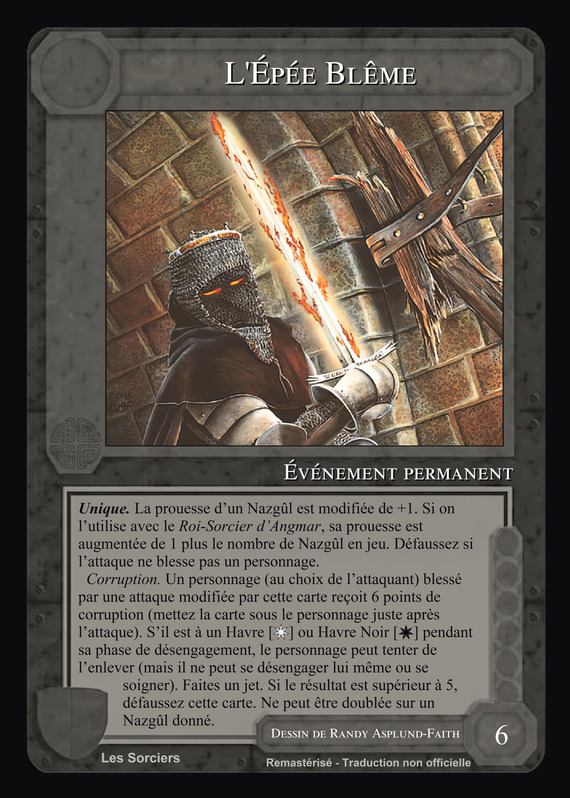 L'Épée Blême
Événement permanent
Unique. La prouesse d'un Nazgûl est modifiée de +1. Si on
l'utilise avec le Roi-Sorcier d'Angmar, sa prouesse est
augmentée de 1 plus le nombre de Nazgûl en jeu. Défaussez si
l'attaque ne blesse pas un personnage.
Corruption. Un personnage (au choix de l'attaquant) blessé
par une attaque modifiée par cette carte reçoit 6 points de
corruption (mettez la carte sous le personnage juste après
l'attaque). S'il est à un Havre [☼] ou Havre Noir [✷] pendant
sa phase de désengagement, le personnage peut tenter de
l'enlever (mais il ne peut se désengager lui même ou se
soigner). Faites un jet. Si le résultat est supérieur à 5,
défaussez cette carte. Ne peut être doublée sur un
Nazgûl donné.
Dessin de Randy Asplund-Faith
6
Les Sorciers
Remastérisé - Traduction non officielle